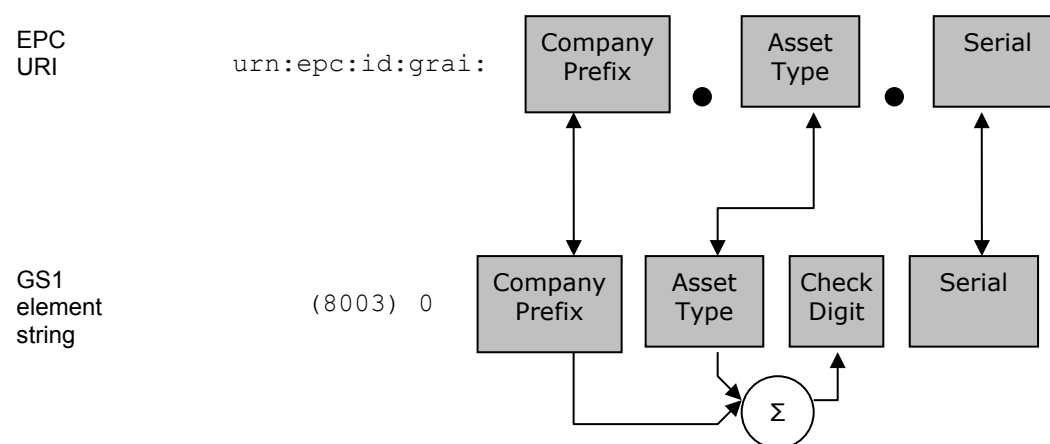 EPC
URI
urn:epc:id:grai:
Company
Prefix
Asset
Type
Serial
GS1
element
string
(8003) 0
Company
Prefix
Asset
Type
Check
Digit
Serial
Σ